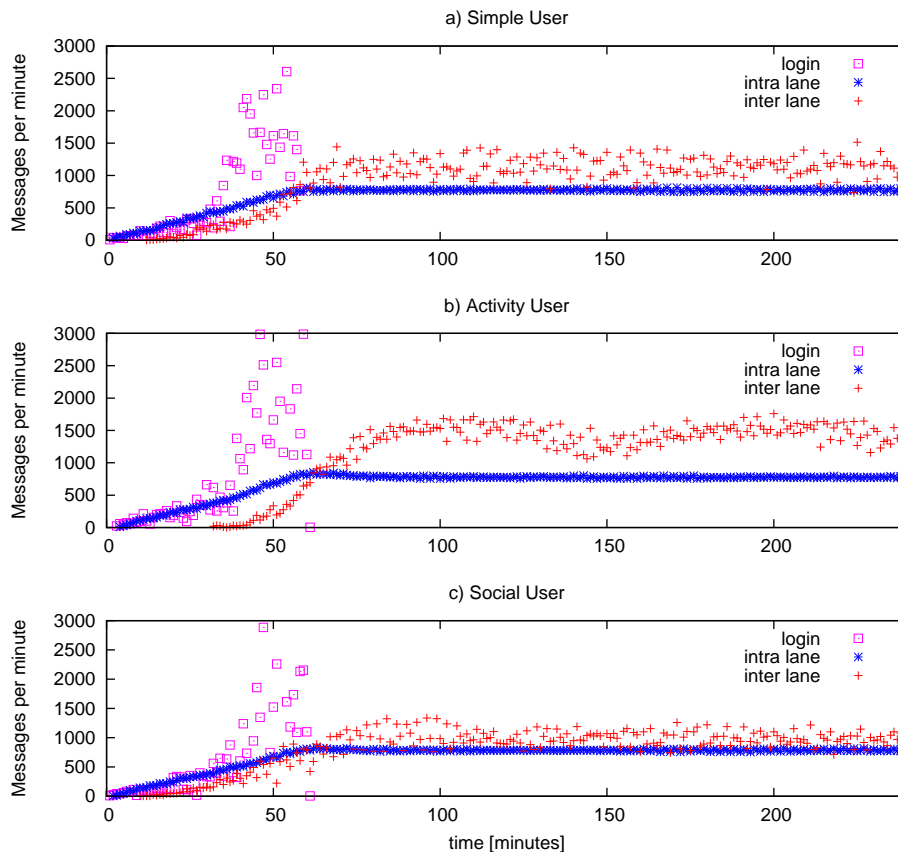 a) Simple User
Messages per minute
3000
2500
2000
1500
1000
500
0
0 50 100 150 200
login
intra lane
inter lane
b) Activity User
Messages per minute
3000
2500
2000
1500
1000
500
0
0 50 100 150 200
login
intra lane
inter lane
c) Social User
Messages per minute
3000
2500
2000
1500
1000
500
0
0 50 100 150 200
login
intra lane
inter lane
time [minutes]